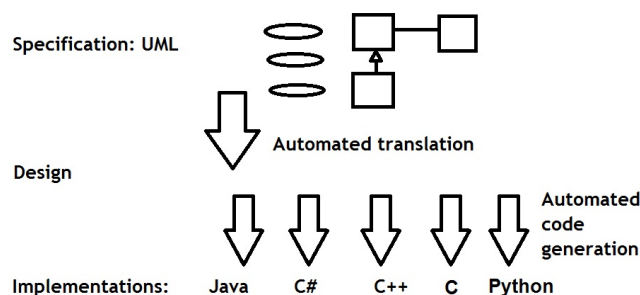 Specification: UML
Automated translation
Design
Automated
code
generation
Implementations: Java C# C++ C Python